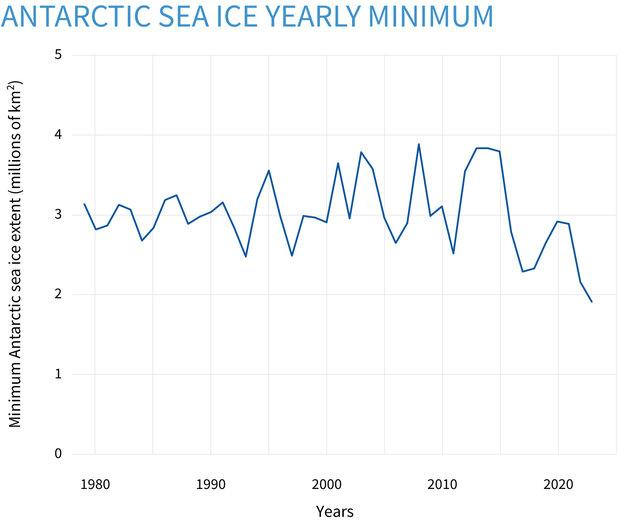 ANTARCTIC SEA ICE YEARLY MINIMUM
5
4
3
2
1
0
Minimum Antarctic sea ice extent (millions of km²)
1980 1990 2000 2010 2020
Years